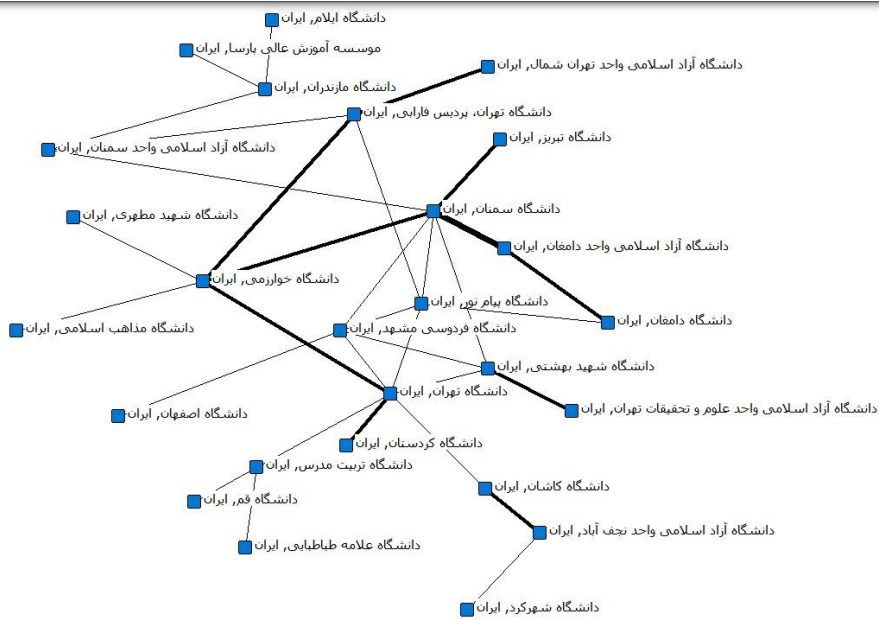 دانشگاه ایلام, ایران
موسسه آموزش عالی پارسا, ایران
دانشگاه آزاد اسلامی واحد تهران شمال, ایران
دانشگاه مازندران, ایران
دانشگاه تهران، پردیس فارابی, ایران
دانشگاه تبریز, ایران
دانشگاه آزاد اسلامی واحد سمنان, ایران
دانشگاه سمنان, ایران
دانشگاه شهید مطهری, ایران
دانشگاه آزاد اسلامی واحد دامغان, ایران
دانشگاه خوارزمی, ایران
دانشگاه پیام نور, ایران
دانشگاه دامغان, ایران
دانشگاه مذاهب اسلامی, ایران
دانشگاه فردوسی مشهد, ایران
دانشگاه شهید بهشتی, ایران
دانشگاه تهران, ایران
دانشگاه آزاد اسلامی واحد علوم و تحقیقات تهران, ایران
دانشگاه اصفهان, ایران
دانشگاه کردستان, ایران
دانشگاه تربیت مدرس, ایران
دانشگاه کاشان, ایران
دانشگاه قم, ایران
دانشگاه آزاد اسلامی واحد نجف آباد, ایران
دانشگاه علامه طباطبایی, ایران
دانشگاه شهرکرد, ایران